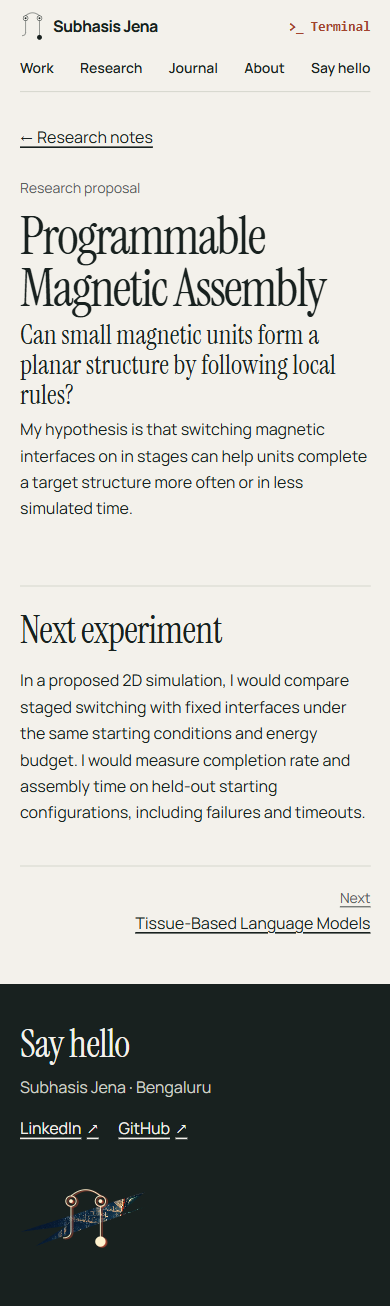 Subhasis Jena
>_ Terminal
Work Research Journal About Say hello
← Research notes
Research proposal
Programmable
Magnetic Assembly
Can small magnetic units form a
planar structure by following local
rules?
My hypothesis is that switching magnetic
interfaces on in stages can help units complete
a target structure more often or in less
simulated time.
Next experiment
In a proposed 2D simulation, I would compare
staged switching with fixed interfaces under
the same starting conditions and energy
budget. I would measure completion rate and
assembly time on held-out starting
configurations, including failures and timeouts.
Next
Tissue-Based Language Models
Say hello
Subhasis Jena · Bengaluru
LinkedIn ↗ GitHub ↗